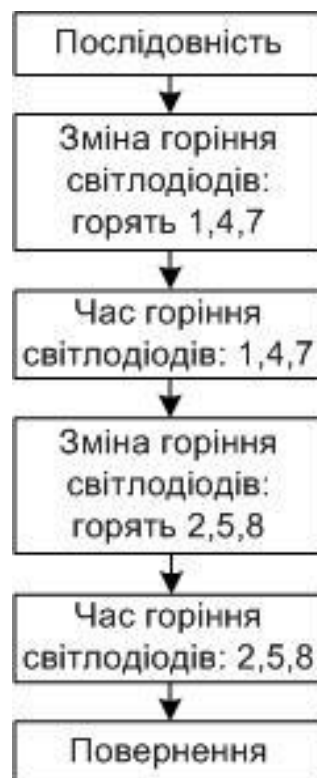 Послідовність
Зміна горіння
світлодіодів:
горять 1,4,7
Час горіння
світлодіодів: 1,4,7
Зміна горіння
світлодіодів:
горять 2,5,8
Час горіння
світлодіодів: 2,5,8
Повернення